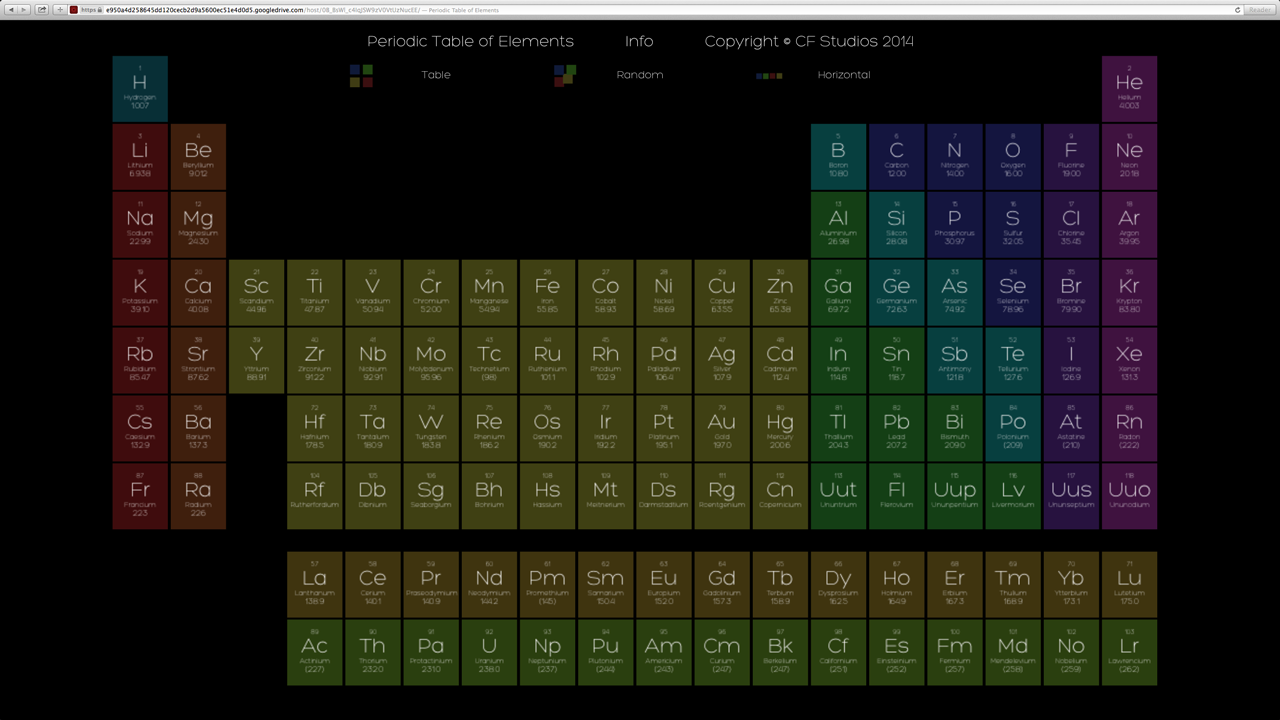 https e950a4d258645dd120cecb2d9a5600ec51e4d0d5.googledrive.com — Periodic Table of Elements Reader
Periodic Table of Elements Info Copyright © CF Studios 2014
Table Random Horizontal
1 2
H He
Hydrogen Helium
1.007 4.003
3 4 5 6 7 8 9 10
Li Be B C N O F Ne
Lithium Beryllium Boron Carbon Nitrogen Oxygen Fluorine Neon
6.938 9.012 10.80 12.00 14.00 16.00 19.00 20.18
11 12 13 14 15 16 17 18
Na Mg Al Si P S Cl Ar
Sodium Magnesium Aluminium Silicon Phosphorus Sulfur Chlorine Argon
22.99 24.30 26.98 28.08 30.97 32.05 35.45 39.95
19 20 21 22 23 24 25 26 27 28 29 30 31 32 33 34 35 36
K Ca Sc Ti V Cr Mn Fe Co Ni Cu Zn Ga Ge As Se Br Kr
Potassium Calcium Scandium Titanium Vanadium Chromium Manganese Iron Cobalt Nickel Copper Zinc Gallium Germanium Arsenic Selenium Bromine Krypton
39.10 40.08 44.96 47.87 50.94 52.00 54.94 55.85 58.93 58.69 63.55 65.38 69.72 72.63 74.92 78.96 79.90 83.80
37 38 39 40 41 42 43 44 45 46 47 48 49 50 51 52 53 54
Rb Sr Y Zr Nb Mo Tc Ru Rh Pd Ag Cd In Sn Sb Te I Xe
Rubidium Strontium Yttrium Zirconium Niobium Molybdenum Technetium Ruthenium Rhodium Palladium Silver Cadmium Indium Tin Antimony Tellurium Iodine Xenon
85.47 87.62 88.91 91.22 92.91 95.96 (98) 101.1 102.9 106.4 107.9 112.4 114.8 118.7 121.8 127.6 126.9 131.3
55 56 72 73 74 75 76 77 78 79 80 81 82 83 84 85 86
Cs Ba Hf Ta W Re Os Ir Pt Au Hg Tl Pb Bi Po At Rn
Caesium Barium Hafnium Tantalum Tungsten Rhenium Osmium Iridium Platinum Gold Mercury Thallium Lead Bismuth Polonium Astatine Radon
132.9 137.3 178.5 180.9 183.8 186.2 190.2 192.2 195.1 197.0 200.6 204.3 207.2 209.0 (209) (210) (222)
87 88 104 105 106 107 108 109 110 111 112 113 114 115 116 117 118
Fr Ra Rf Db Sg Bh Hs Mt Ds Rg Cn Uut Fl Uup Lv Uus Uuo
Francium Radium Rutherfordium Dibnium Seaborgium Bohrium Hassium Meitnerium Darmstadtium Roentgenium Copernicium Ununtrium Flerovium Ununpentium Livermorium Ununseptium Ununoctium
223 226
57 58 59 60 61 62 63 64 65 66 67 68 69 70 71
La Ce Pr Nd Pm Sm Eu Gd Tb Dy Ho Er Tm Yb Lu
Lanthanum Cerium Praseodymium Neodymium Promethium Samarium Europium Gadolinium Terbium Dysprosium Holmium Erbium Thulium Ytterbium Lutetium
138.9 140.1 140.9 144.2 (145) 150.4 152.0 157.3 158.9 162.5 164.9 167.3 168.9 173.1 175.0
89 90 91 92 93 94 95 96 97 98 99 100 101 102 103
Ac Th Pa U Np Pu Am Cm Bk Cf Es Fm Md No Lr
Actinium Thorium Protactinium Uranium Neptunium Plutonium Americium Curium Berkelium Californium Einsteinium Fermium Mendelevium Nobelium Lawrencium
(227) 232.0 231.0 238.0 (237) (244) (243) (247) (247) (251) (252) (257) (258) (259) (262)